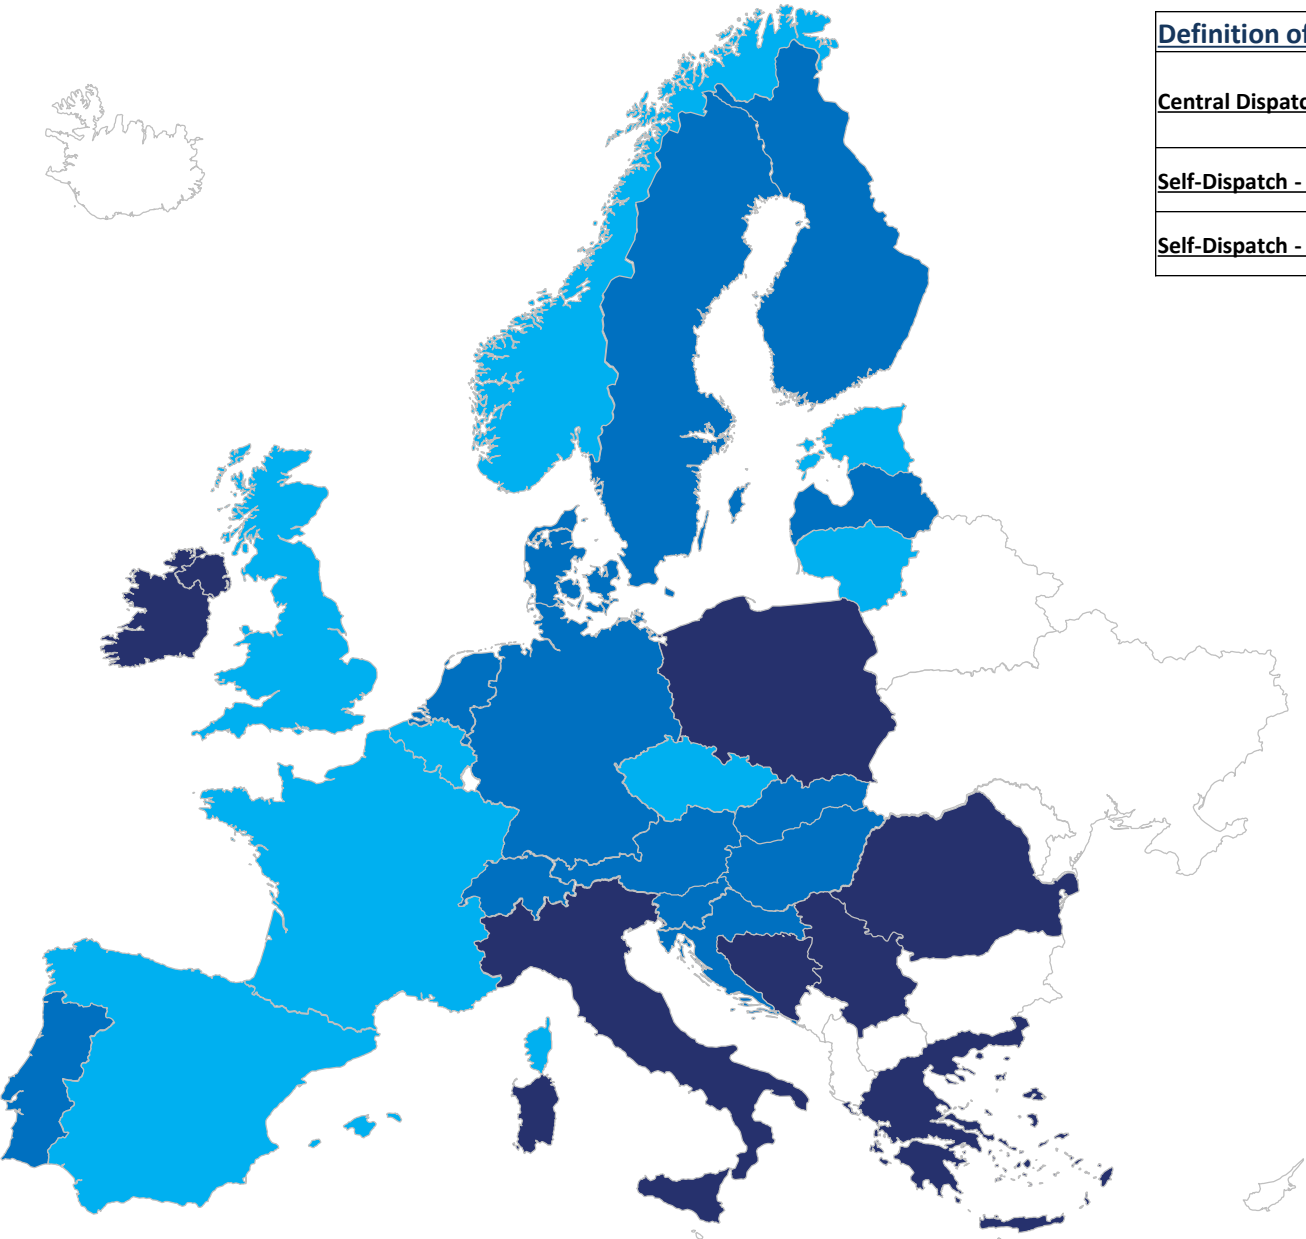 Definition of
Central Dispatc
Self-Dispatch -
Self-Dispatch -